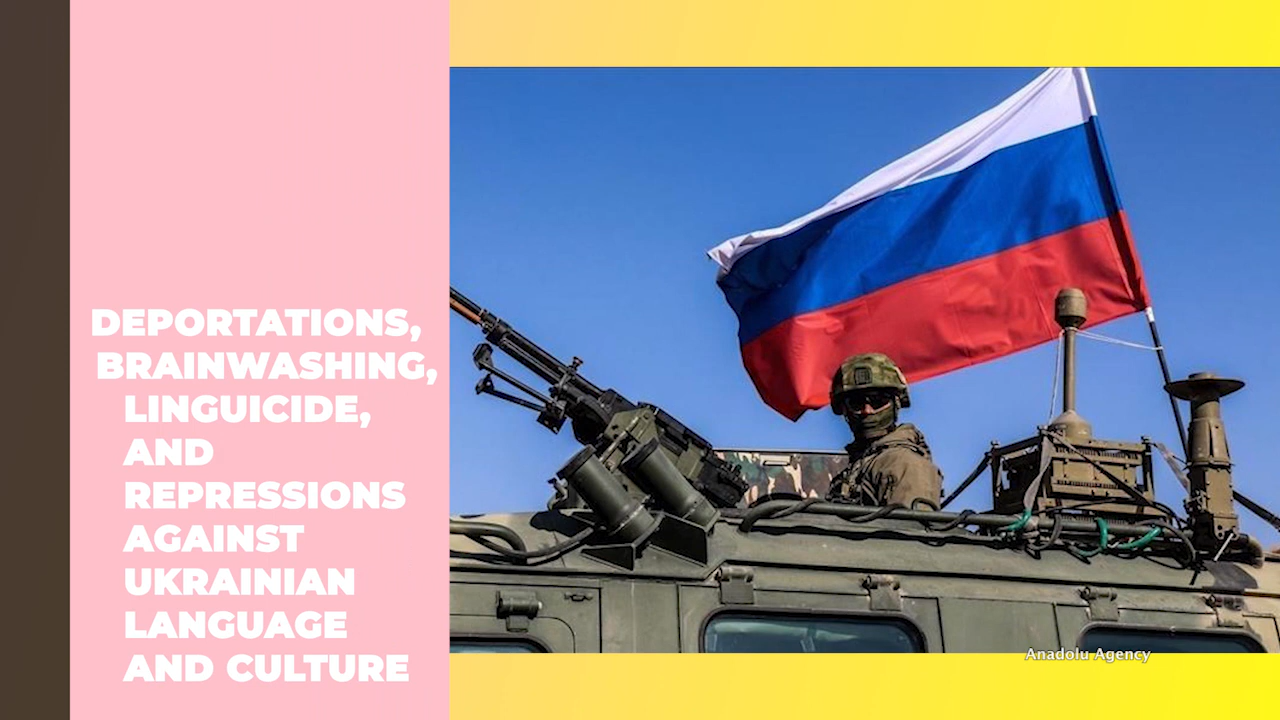 DEPORTATIONS,
BRAINWASHING,
LINGUICIDE,
AND
REPRESSIONS
AGAINST
UKRAINIAN
LANGUAGE
AND CULTURE
Anadolu Agency